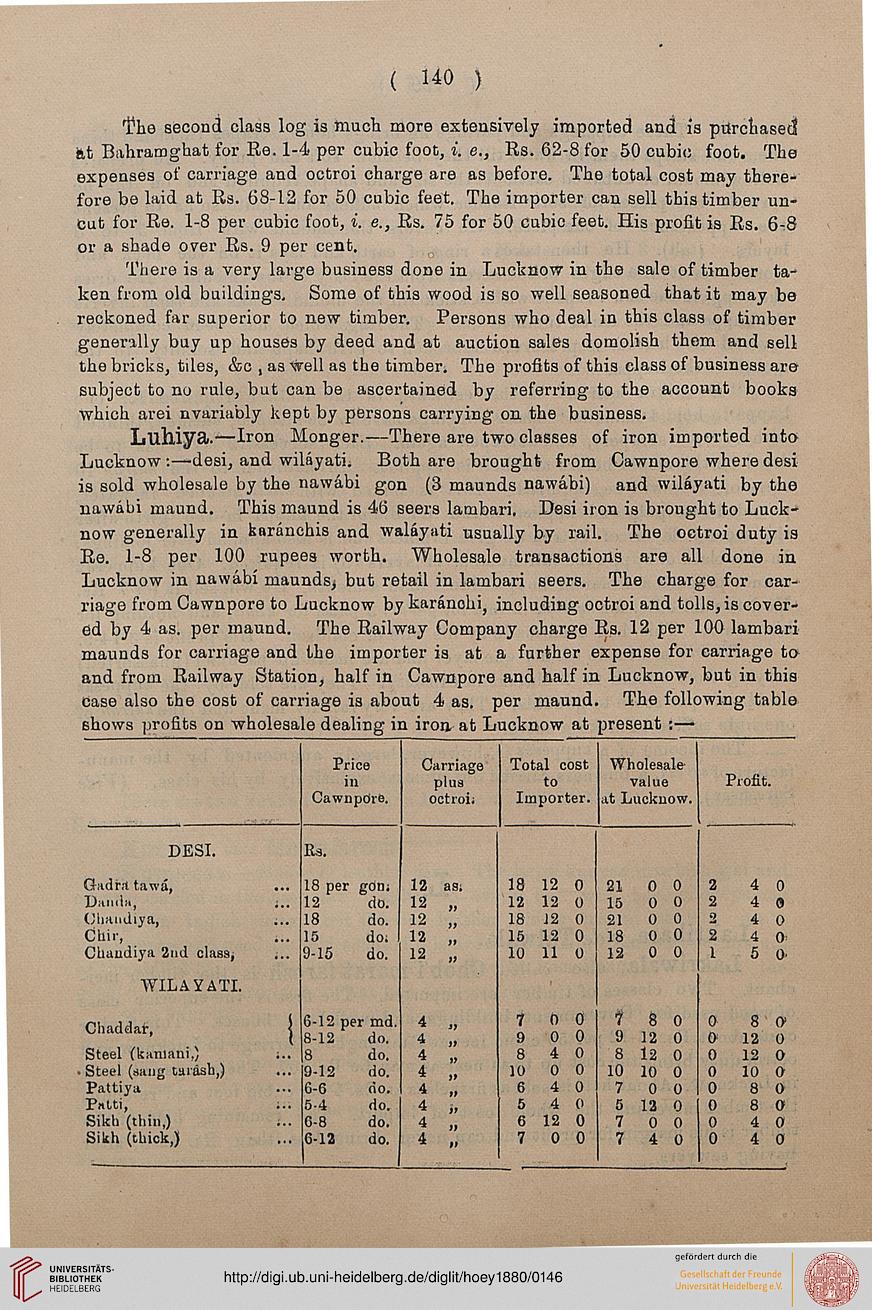 ( 140 )
The second class log is much more extensively imported and is purchased
at Bahramghat for Re. 1-4 per cubic foot, i. e., Rs. 62-8 for 50 cubic foot. The
expenses of carriage and octroi charge are as before. The total cost may there-
fore be laid at Rs. 68-12 for 50 cubic feet. The importer can sell this timber un-
cut for Re. 1-8 per cubic foot, i. e., Rs. 75 for 50 cubic feet. His profit is Rs. 6-8
or a shade over Rs. 9 per cent.
There is a very large business done in Lucknow in the sale of timber ta-
ken from old buildings. Some of this wood is so well seasoned that it may be
reckoned far superior to new timber. Persons who deal in this class of timber
generally buy up houses by deed and at auction sales domolish them and sell
the bricks, tiles, &c , as well as the timber. The profits of this class of business are
subject to no rule, but can be ascertained by referring to the account books
which arei nvariably kept by persons carrying on the business.
Luhiya.—Iron Monger.—There are two classes of iron imported into
Lucknow :—desi, and wiláyati. Both are brought from Cawnpore where desi
is sold wholesale by the nawábi gon (3 maunds nawábi) and wiláyati by the
nawábi maund. This maund is 46 seers lambari. Desi iron is brought to Luck-
now generally in karánchis and waláyati usually by rail. The octroi duty is
Re. 1-8 per 100 rupees worth. Wholesale transactions are all done in
Lucknow in nawábí maunds, but retail in lambari seers. The charge for car-
riage from Cawnpore to Lucknow by karánchi, including octroi and tolls, is cover-
ed by 4 as. per maund. The Railway Company charge Rs. 12 per 100 lambari
maunds for carriage and the importer is at a further expense for carriage to
and from Railway Station, half in Cawnpore and half in Lucknow, but in this
case also the cost of carriage is about 4 as. per maund. The following table
shows profits on wholesale dealing in iron at Lucknow at present :—
Price in Cawnpore. Carriage plus octroi. Total cost to Importer. Wholesale value at Lucknow. Profit.
DESI. Rs.
Gadra tawá, ... 18 per gon. 12 as. 18 12 0 21 0 0 2 4 0
Danda, ... 12 do. 12 „ 12 12 0 15 0 0 2 4 0
Chandiya, ... 18 do. 12 „ 18 12 0 21 0 0 2 4 0
Chir, ... 15 do. 12 „ 15 12 0 18 0 0 2 4 0
Chandiya 2nd class, ... 9-15 do. 12 „ 10 11 0 12 0 0 1 5 0
WILAYATI.
Chaddar, { 6-12 per md. 4 „ 7 0 0 7 8 0 0 8 0
8-12 do. 4 „ 9 0 0 9 12 0 0 12 0
Steel (kamani,) ... 8 do. 4 „ 8 4 0 8 12 0 0 12 0
Steel (sang tarásh,) ... 9-12 do. 4 „ 10 0 0 10 10 0 0 10 0
Pattiya ... 6-6 do. 4 „ 6 4 0 7 0 0 0 8 0
Patti, ... 5-4 do. 4 „ 5 4 0 5 12 0 0 8 0
Sikh (thin,) ... 6-8 do. 4 „ 6 12 0 7 0 0 0 4 0
Sikh (thick,) ... 6-12 do. 4 „ 7 0 0 7 4 0 0 4 0
UNIVERSITÄTS-
BIBLIOTHEK
HEIDELBERG
http://digi.ub.uni-heidelberg.de/diglit/hoey1880/0146
gefördert durch die
Gesellschaft der Freunde
Universität Heidelberg e.V.